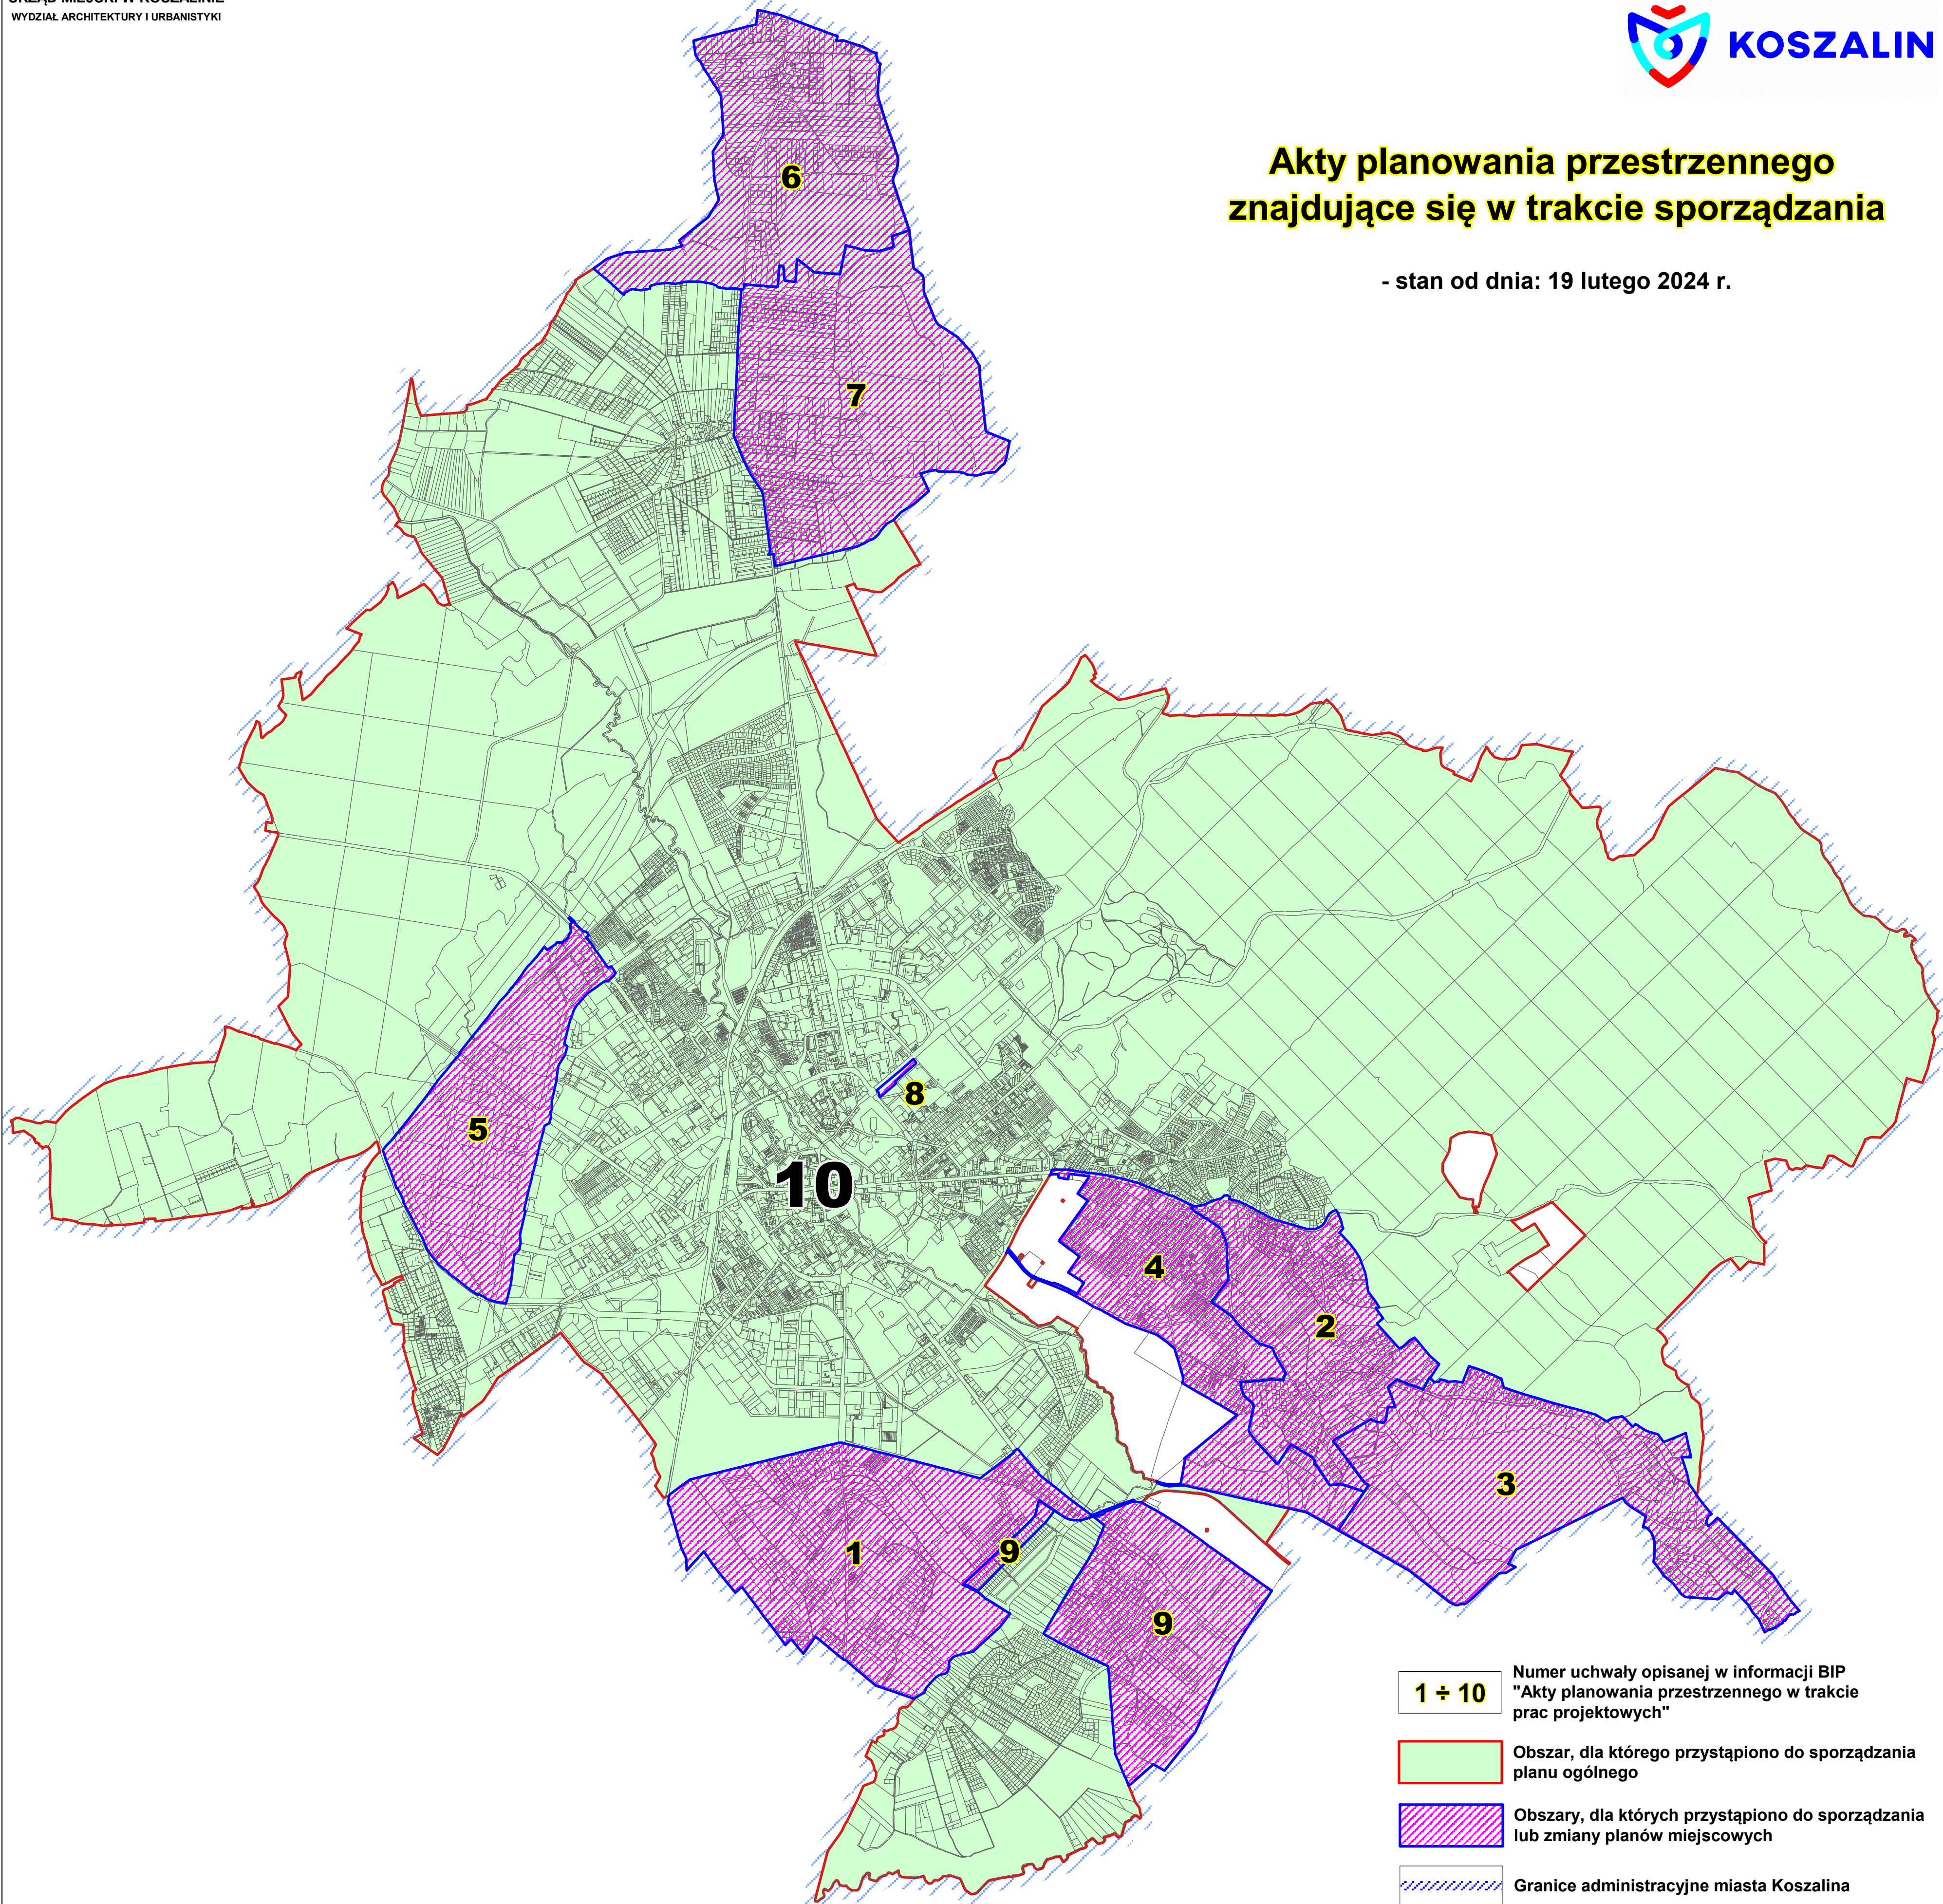 URZĄD MIEJSKI W KOSZALINIE
WYDZIAŁ ARCHITEKTURY I URBANISTYKI
KOSZALIN
Akty planowania przestrzennego
znajdujące się w trakcie sporządzania
- stan od dnia: 19 lutego 2024 r.
6
7
8
5
10
4
2
3
1
9
9
1 ÷ 10
Numer uchwały opisanej w informacji BIP
"Akty planowania przestrzennego w trakcie
prac projektowych"
Obszar, dla którego przystąpiono do sporządzania
planu ogólnego
Obszary, dla których przystąpiono do sporządzania
lub zmiany planów miejscowych
Granice administracyjne miasta Koszalina